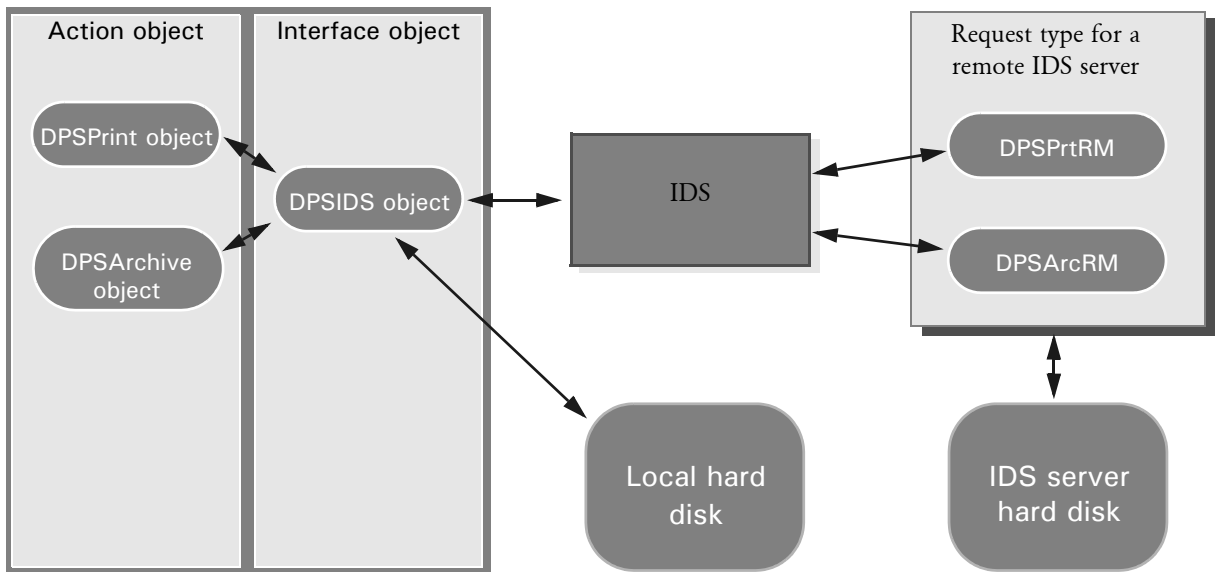 Action object
DPSPrint object
DPSArchive
object
Interface object
DPSIDS object
IDS
Local hard
disk
Request type for a
remote IDS server
DPSPrtRM
DPSArcRM
IDS server
hard disk